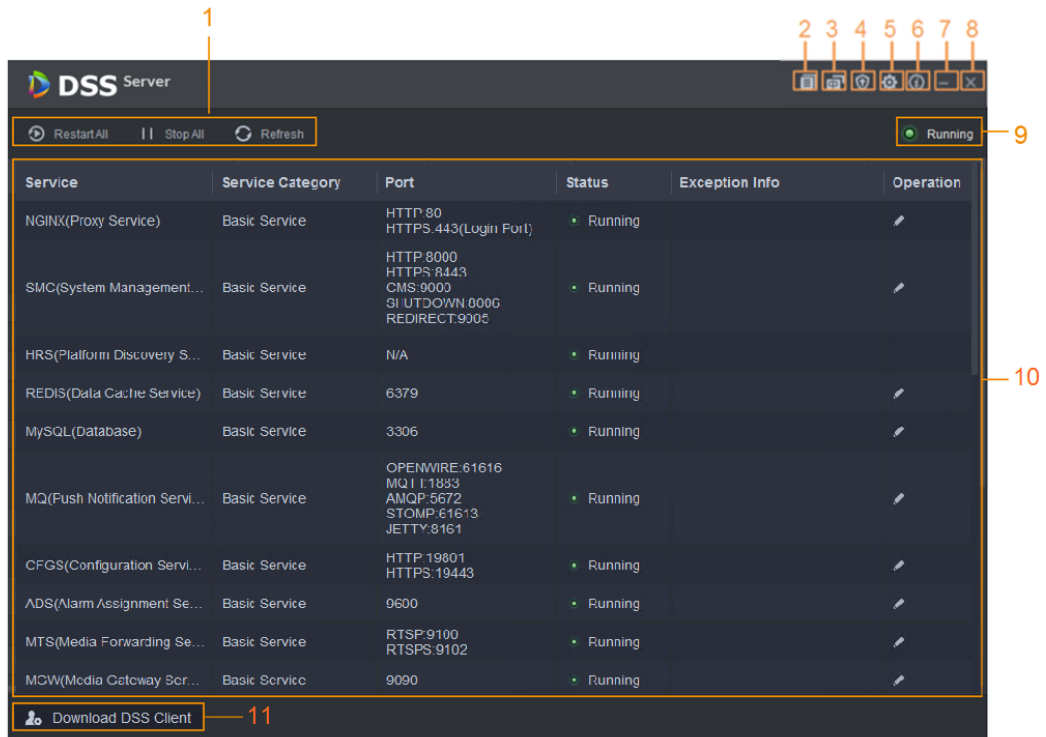 1
2 3 4 5 6 7 8
DSS Server
Restart All Stop All Refresh
Running 9
Service Service Category Port Status Exception Info Operation
NGINX(Proxy Service) Basic Service HTTP:80 Running
HTTPS:443(Login Port)
SMC(System Management... Basic Service HTTP:8000 Running
HTTPS:8443
CMS:9000
SHUTDOWN:8006
REDIRECT:9005
HRS(Platform Discovery S... Basic Service N/A Running
10
REDIS(Data Cache Service) Basic Service 6379 Running
MySQL(Database) Basic Service 3306 Running
MQ(Push Notification Servi... Basic Service OPENWIRE:61616 Running
MQTT:1883
AMQP:5672
STOMP:61613
JETTY:8161
CFGS(Configuration Servi... Basic Service HTTP:19801 Running
HTTPS:19443
ADS(Alarm Assignment Se... Basic Service 9600 Running
MTS(Media Forwarding Se... Basic Service RTSP:9100 Running
RTSPS:9102
MGW(Media Gateway Ser... Basic Service 9090 Running
Download DSS Client 11